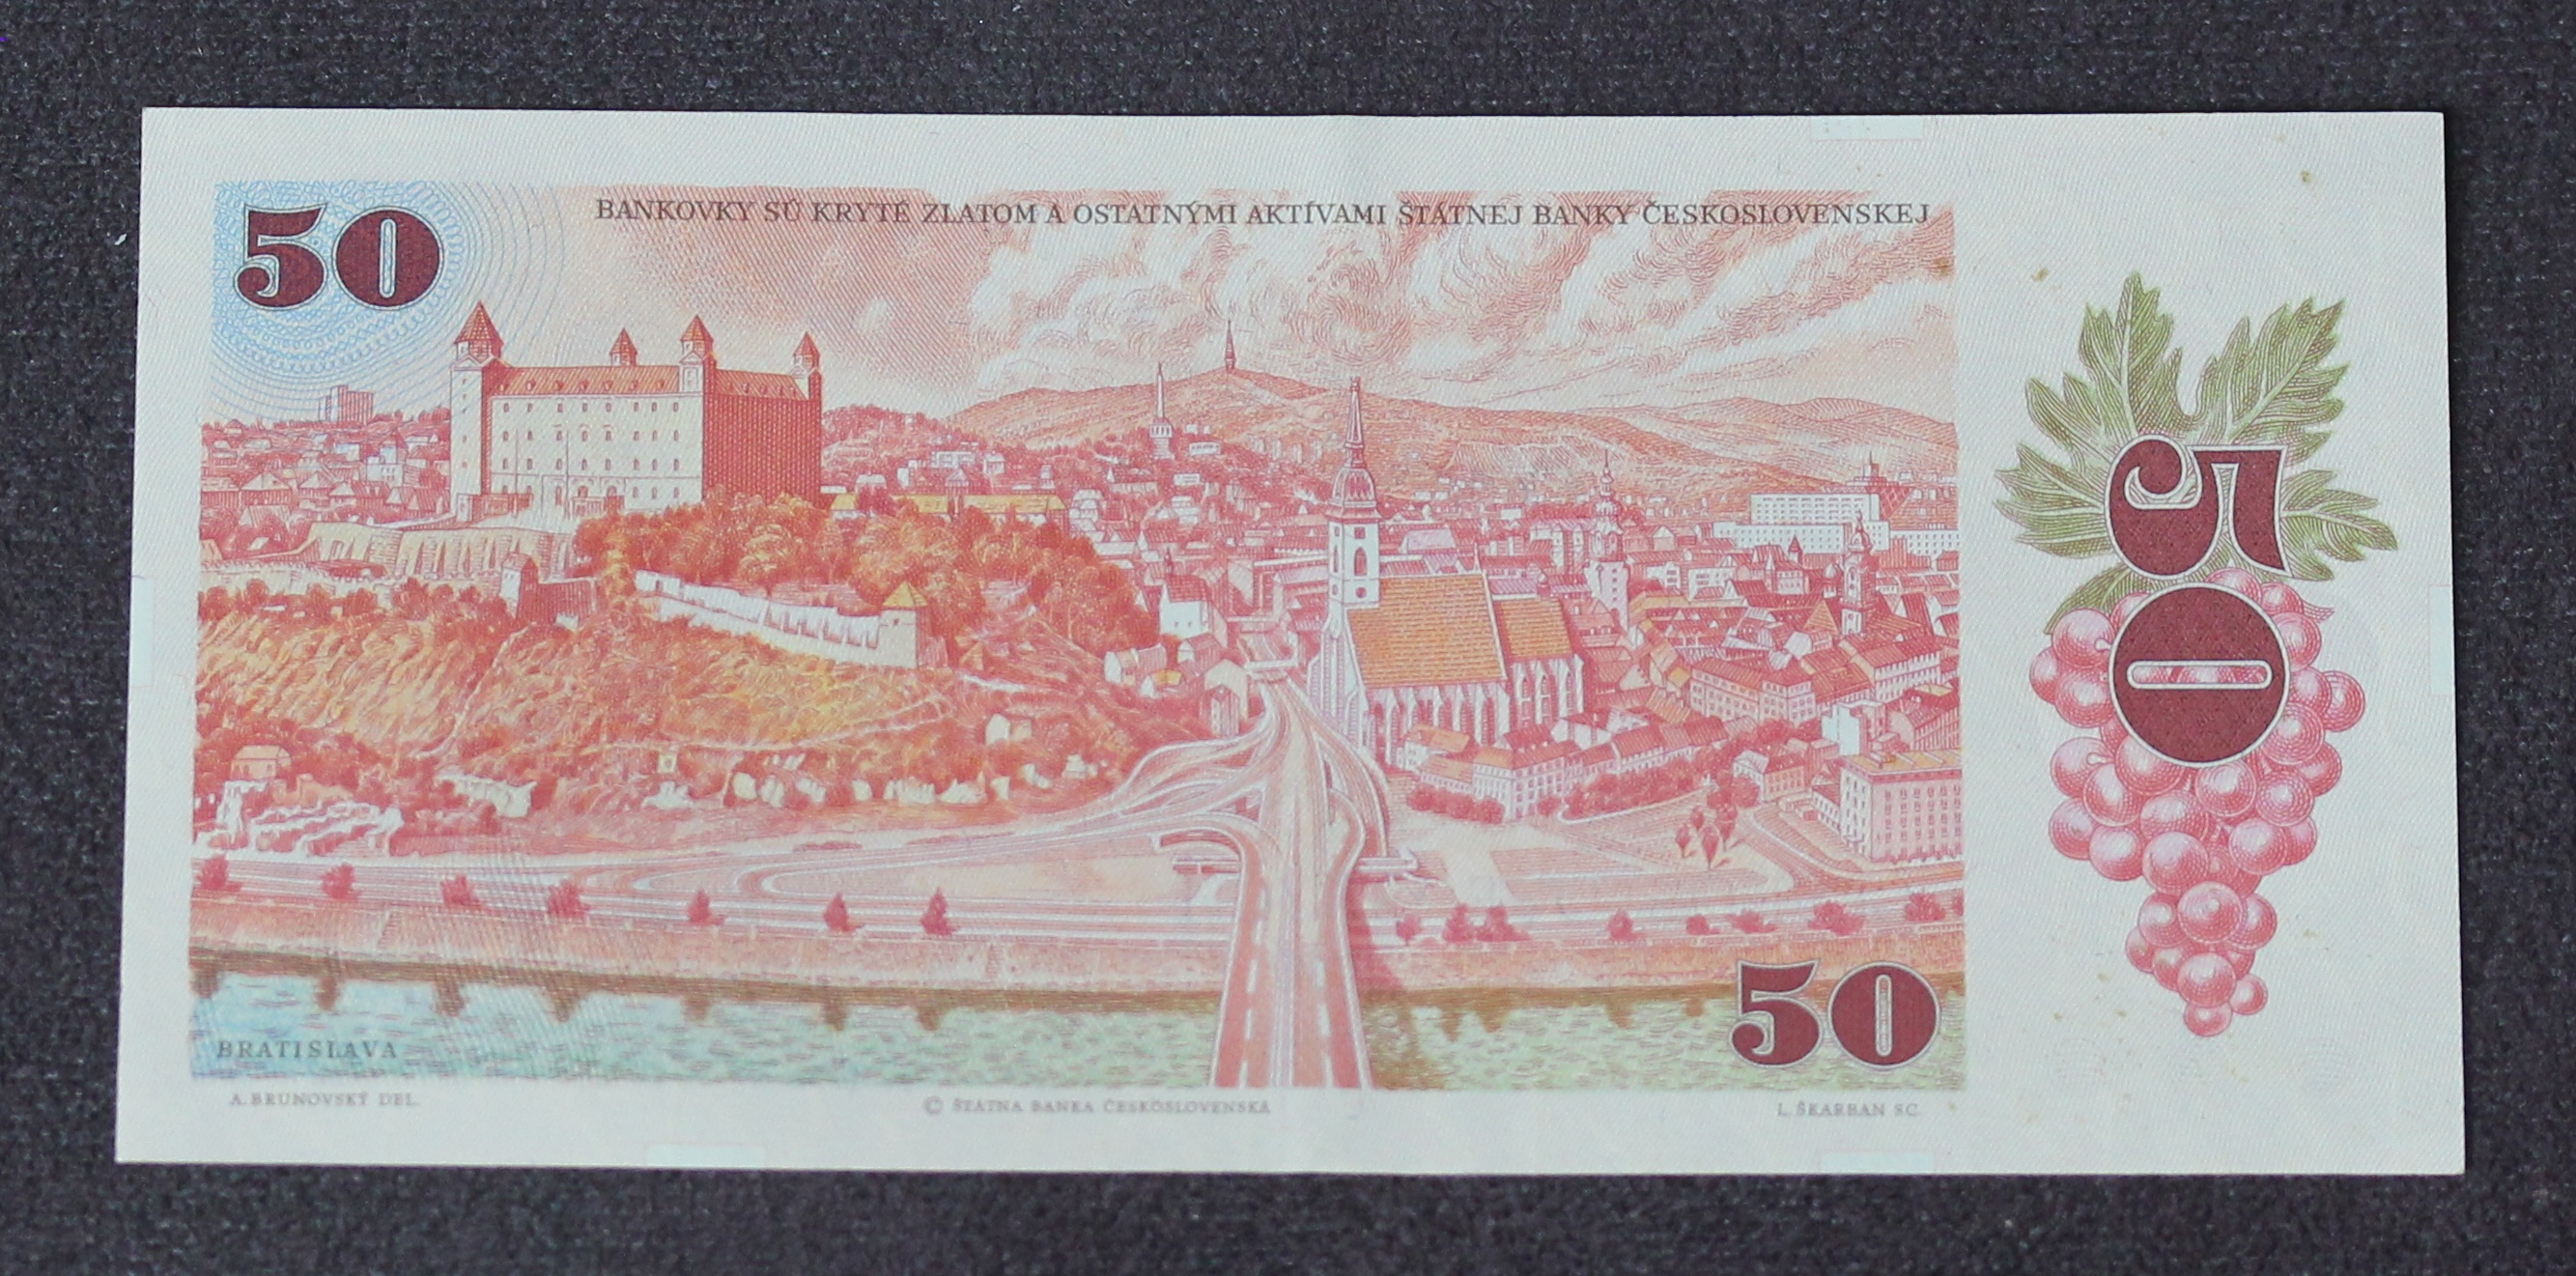 50
BANKOVKY SÚ KRYTÉ ZLATOM A OSTATNÝMI AKTÍVAMI ŠTÁTNEJ BANKY ČESKOSLOVENSKEJ
50
50
BRATISLAVA
A. BRUNOVSKÝ DEL.
© ŠTÁTNA BANKA ČESKOSLOVENSKÁ
L. ŠKARBAN SC.